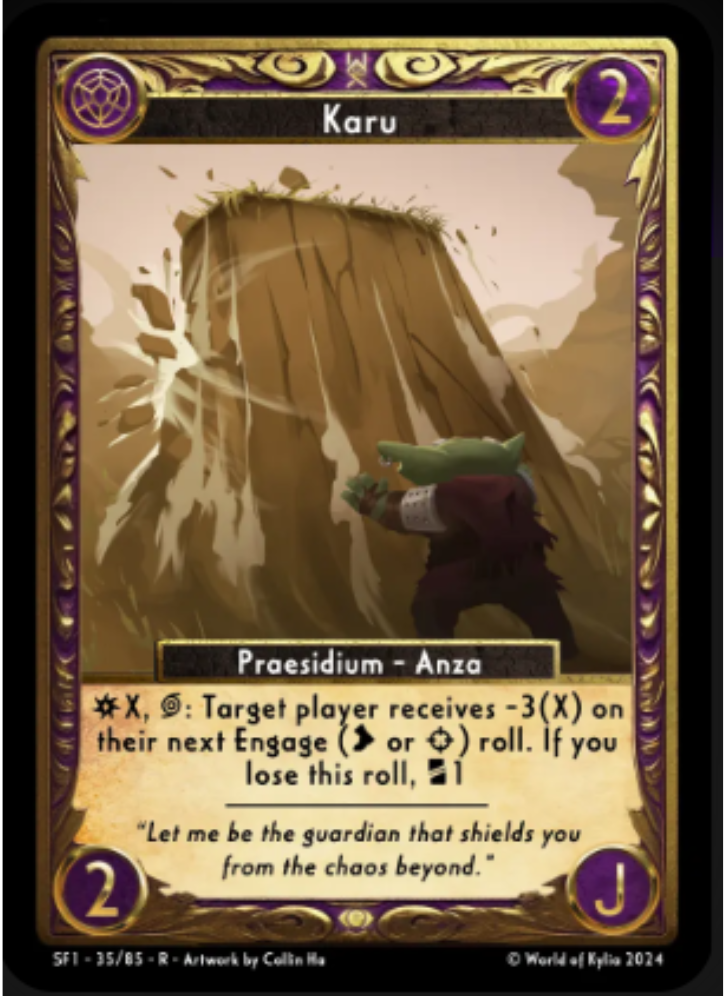 2
Karu
Praesidium - Anza
X, : Target player receives -3(X) on
their next Engage ( or ) roll. If you
lose this roll, 1
"Let me be the guardian that shields you
from the chaos beyond."
2
J
SF1 - 35/85 - R - Artwork by Collin Ha
© World of Kylia 2024